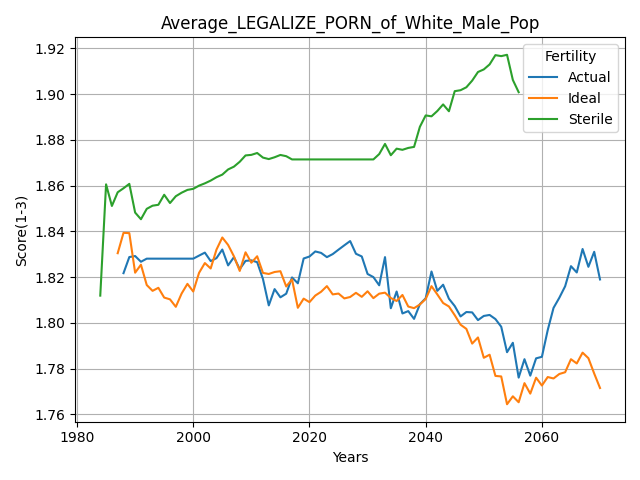 Average_LEGALIZE_PORN_of_White_Male_Pop
Fertility
Actual
Ideal
Sterile
Score(1-3)
1.92
1.90
1.88
1.86
1.84
1.82
1.80
1.78
1.76
1980
2000
2020
2040
2060
Years